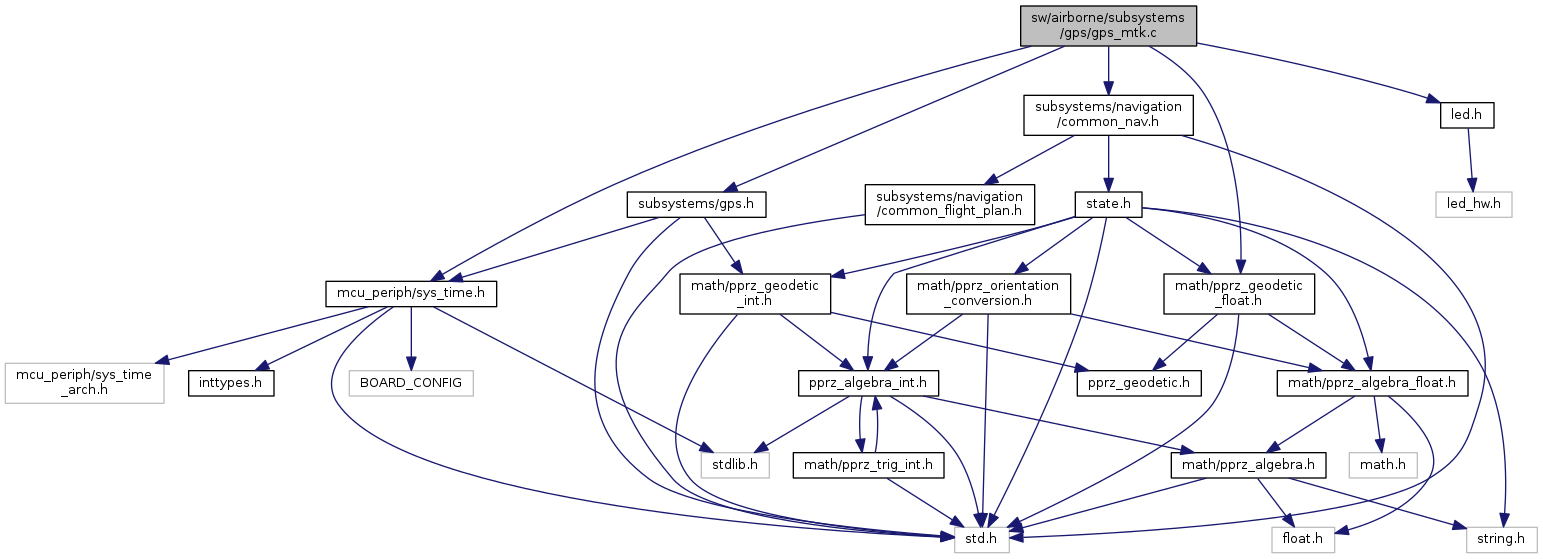 sw/airborne/subsystems
/gps/gps_mtk.c
subsystems/navigation
/common_nav.h
led.h
subsystems/gps.h
subsystems/navigation
/common_flight_plan.h
state.h
led_hw.h
mcu_periph/sys_time.h
math/pprz_geodetic
_int.h
math/pprz_orientation
_conversion.h
math/pprz_geodetic
_float.h
mcu_periph/sys_time
_arch.h
inttypes.h
BOARD_CONFIG
pprz_algebra_int.h
pprz_geodetic.h
math/pprz_algebra_float.h
stdlib.h
math/pprz_trig_int.h
math/pprz_algebra.h
math.h
std.h
float.h
string.h